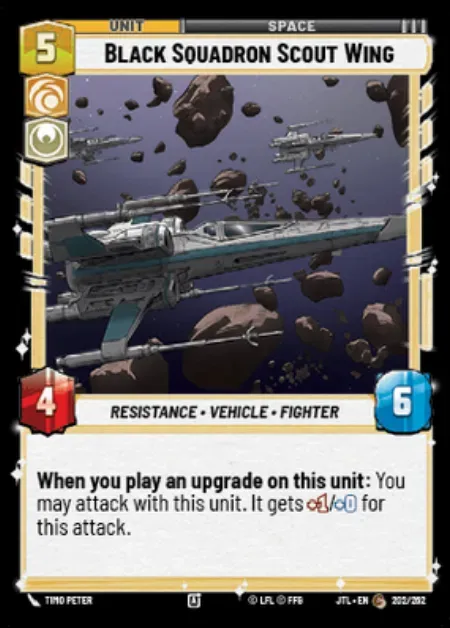 UNIT SPACE
5 BLACK SQUADRON SCOUT WING
4 RESISTANCE • VEHICLE • FIGHTER 6
When you play an upgrade on this unit: You
may attack with this unit. It gets +1/+0 for
this attack.
TIMO PETER A © LFL © FFG JTL • EN 202/262